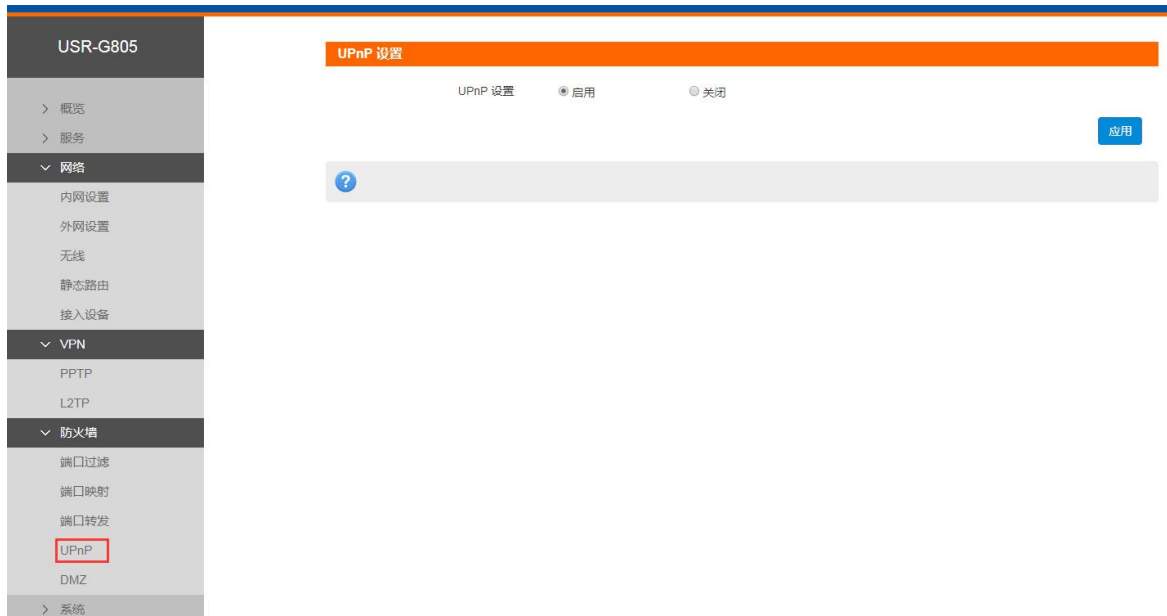 USR-G805
概览
服务
网络
内网设置
外网设置
无线
静态路由
接入设备
VPN
PPTP
L2TP
防火墙
端口过滤
端口映射
端口转发
UPnP
DMZ
系统
UPnP 设置
UPnP 设置 启用 关闭
应用